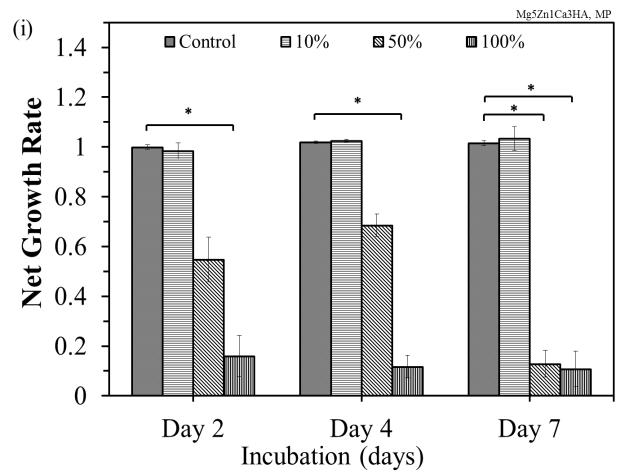 Mg5Zn1Ca3HA, MP
(i)
1.4
1.2
1
0.8
0.6
0.4
0.2
0
Net Growth Rate
Control 10% 50% 100%
*
*
*
*
Day 2 Day 4 Day 7
Incubation (days)